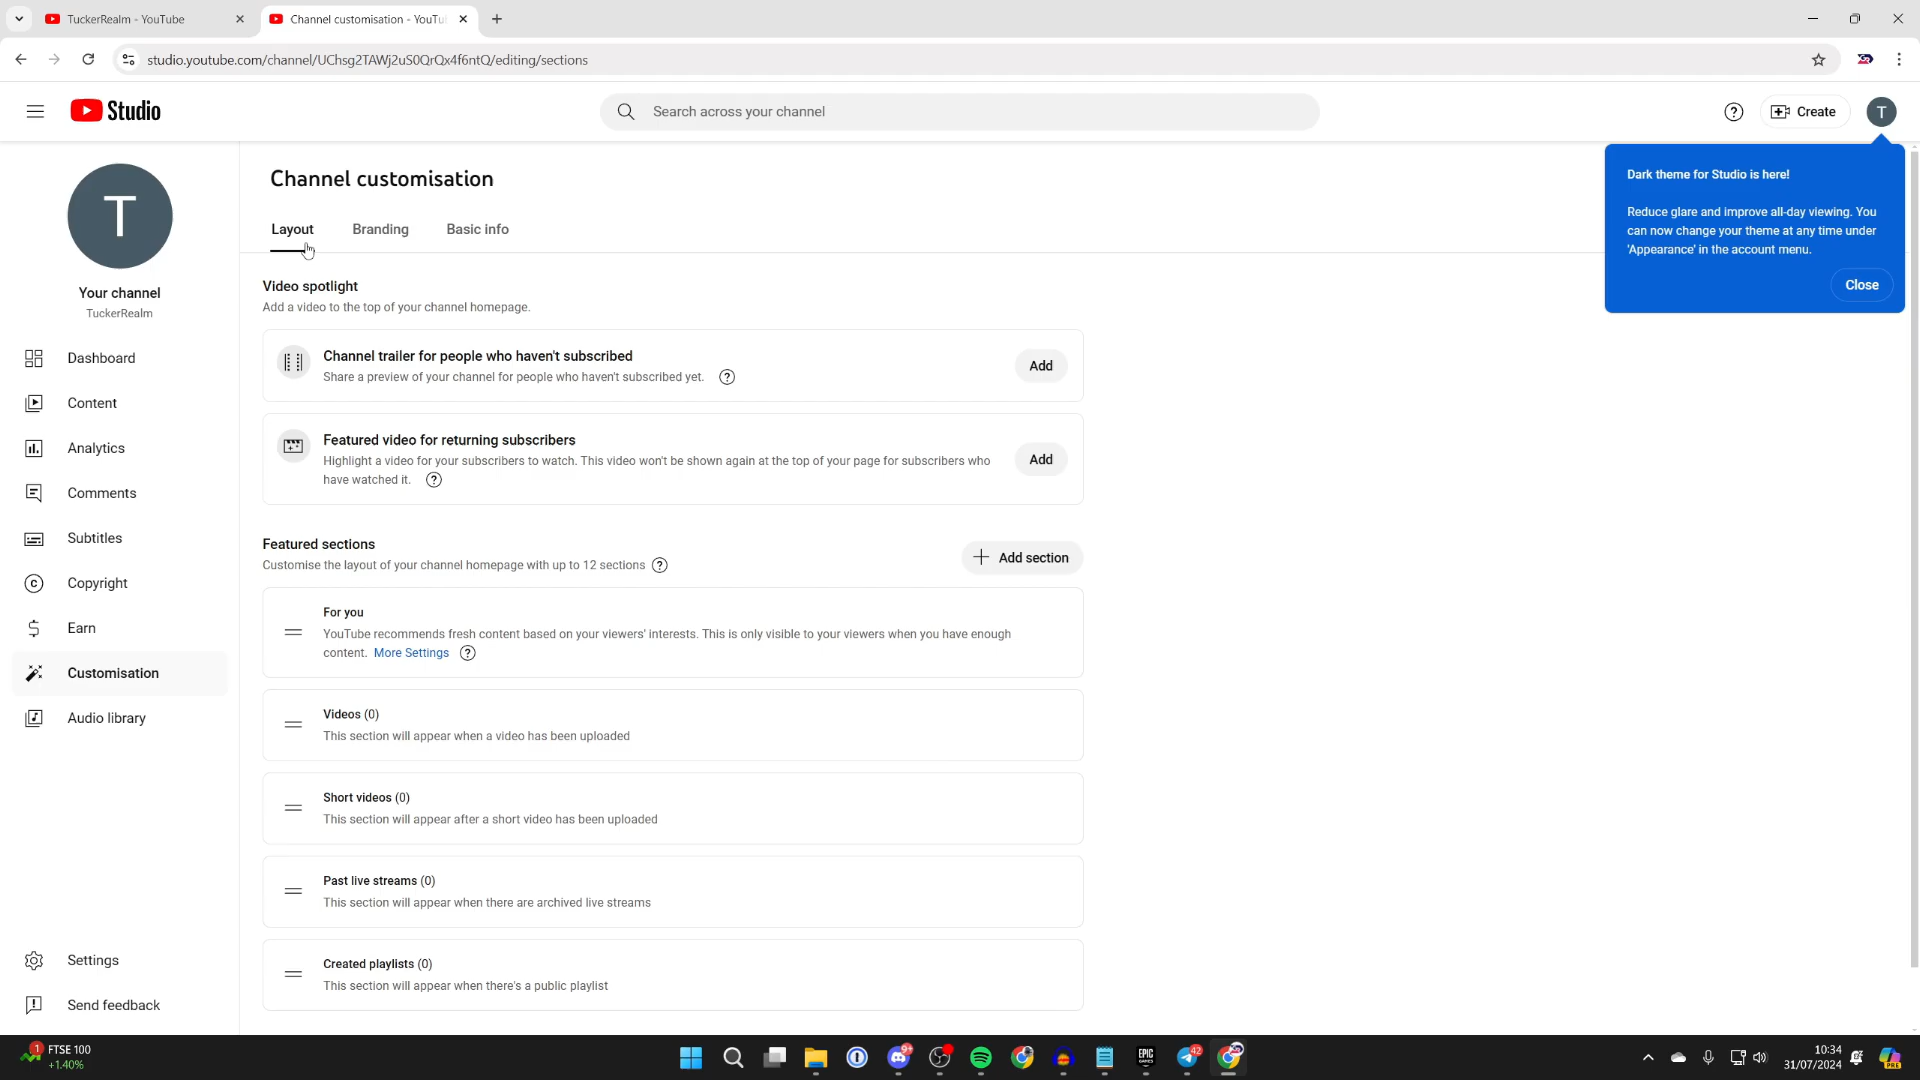 TuckerRealm - YouTube
Channel customisation - YouTu
studio.youtube.com/channel/UChsg2TAWj2uS0QrQx4f6ntQ/editing/sections
Studio
Search across your channel
Create
T
T
Your channel
TuckerRealm
Dashboard
Content
Analytics
Comments
Subtitles
Copyright
Earn
Customisation
Audio library
Settings
Send feedback
Channel customisation
Layout
Branding
Basic info
Video spotlight
Add a video to the top of your channel homepage.
Channel trailer for people who haven't subscribed
Share a preview of your channel for people who haven't subscribed yet.
Add
Featured video for returning subscribers
Highlight a video for your subscribers to watch. This video won't be shown again at the top of your page for subscribers who
have watched it.
Add
Featured sections
Customise the layout of your channel homepage with up to 12 sections
Add section
For you
YouTube recommends fresh content based on your viewers' interests. This is only visible to your viewers when you have enough
content. More Settings
Videos (0)
This section will appear when a video has been uploaded
Short videos (0)
This section will appear after a short video has been uploaded
Past live streams (0)
This section will appear when there are archived live streams
Created playlists (0)
This section will appear when there's a public playlist
Dark theme for Studio is here!
Reduce glare and improve all-day viewing. You
can now change your theme at any time under
'Appearance' in the account menu.
Close
1
FTSE 100
+1.40%
9+
EPIC
GAMES
42
10:34
31/07/2024
PRE